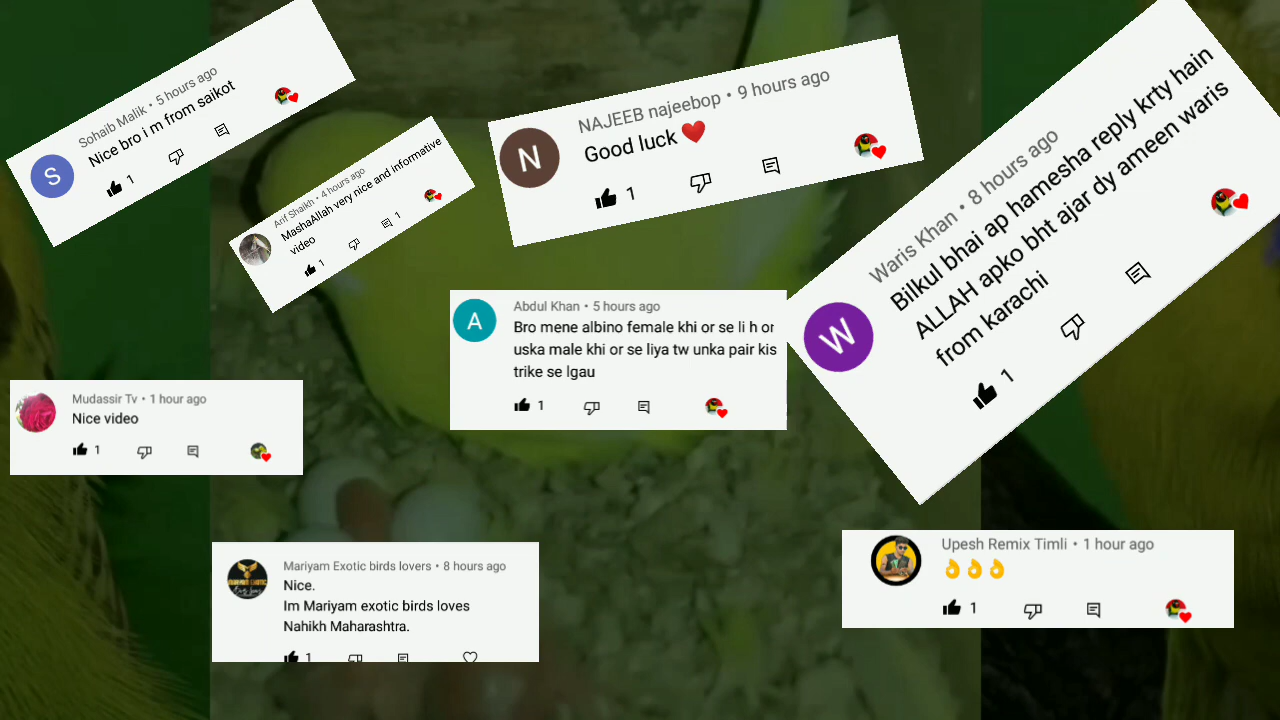 Sohaib Malik • 5 hours ago
Nice bro i m from saikot
1
S
Arif Shaikh • 4 hours ago
MashaAllah very nice and informative
video
1
1
NAJEEB najeebop • 9 hours ago
Good luck ❤️
1
N
Waris Khan • 8 hours ago
Bilkul bhai ap hamesha reply krty hain
ALLAH apko bht ajar dy ameen waris
from karachi
1
W
Abdul Khan • 5 hours ago
Bro mene albino female khi or se li h or
uska male khi or se liya tw unka pair kis
trike se lgau
1
A
Mudassir Tv • 1 hour ago
Nice video
1
Mariyam Exotic birds lovers • 8 hours ago
Nice.
Im Mariyam exotic birds loves
Nahikh Maharashtra.
1
Upesh Remix Timli • 1 hour ago
👌👌👌
1